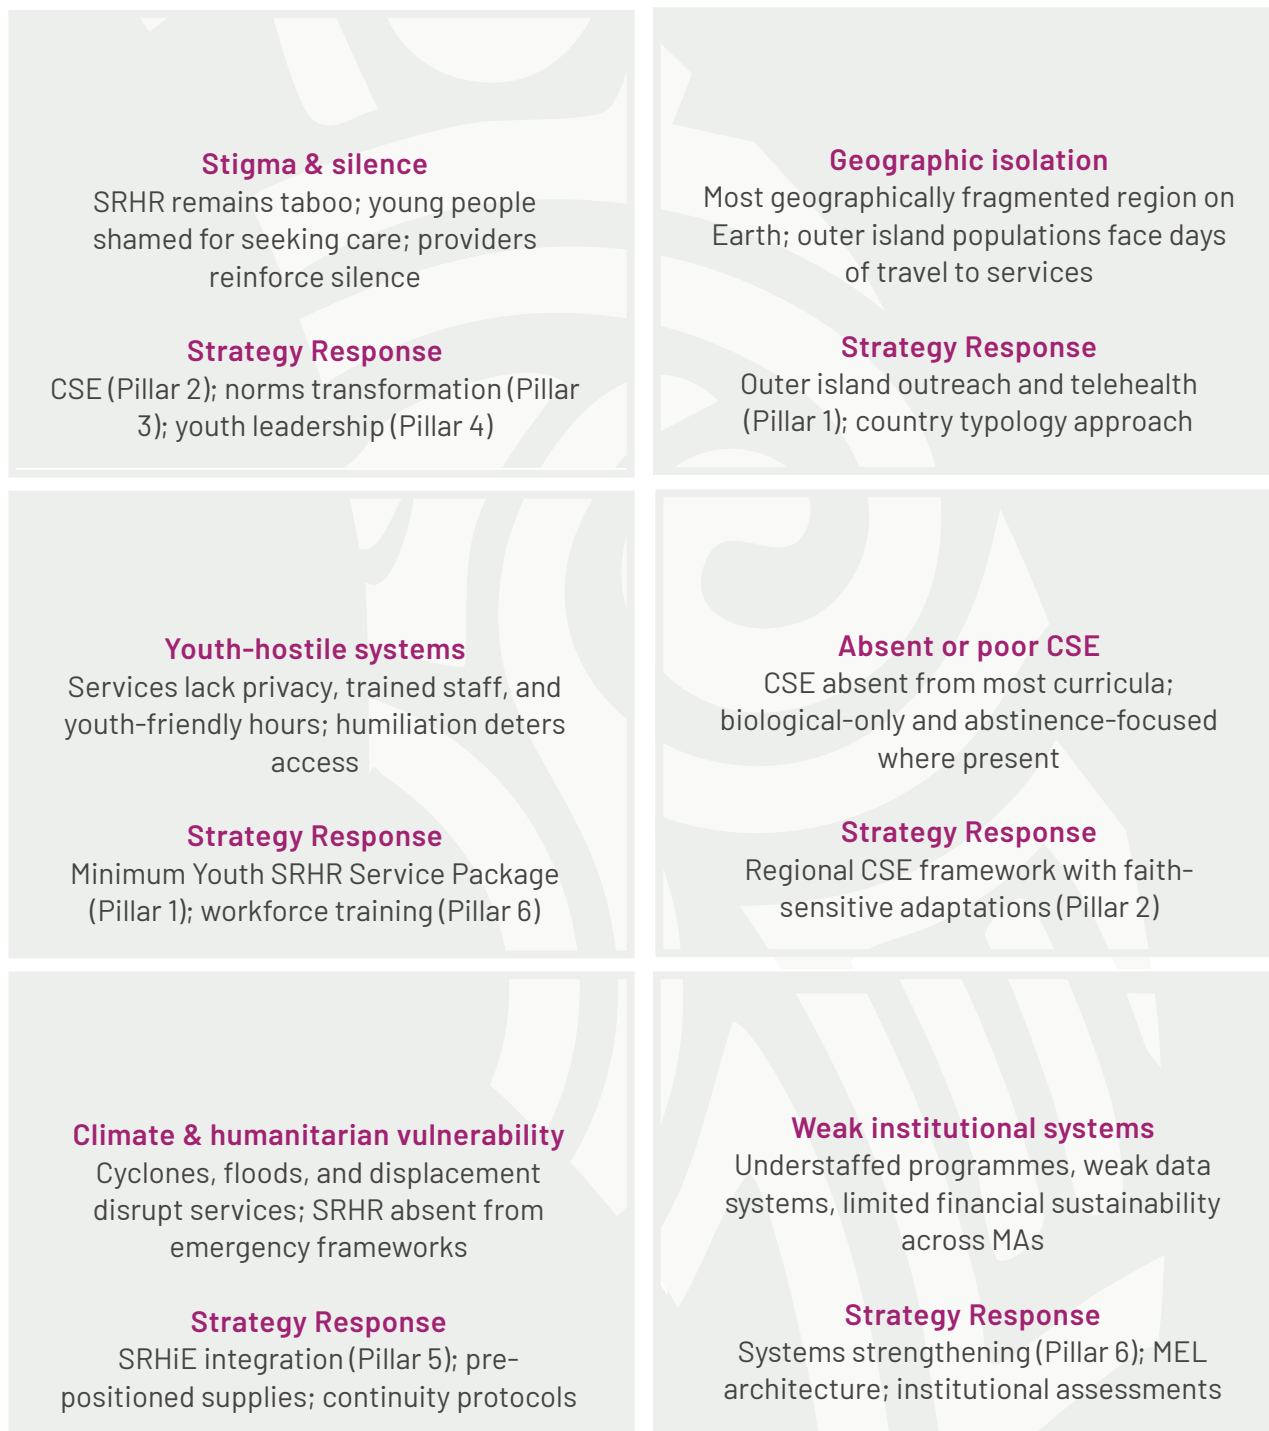 Stigma & silence
SRHR remains taboo; young people
shamed for seeking care; providers
reinforce silence
Strategy Response
CSE (Pillar 2); norms transformation (Pillar
3); youth leadership (Pillar 4)
Geographic isolation
Most geographically fragmented region on
Earth; outer island populations face days
of travel to services
Strategy Response
Outer island outreach and telehealth
(Pillar 1); country typology approach
Youth-hostile systems
Services lack privacy, trained staff, and
youth-friendly hours; humiliation deters
access
Strategy Response
Minimum Youth SRHR Service Package
(Pillar 1); workforce training (Pillar 6)
Absent or poor CSE
CSE absent from most curricula;
biological-only and abstinence-focused
where present
Strategy Response
Regional CSE framework with faith-
sensitive adaptations (Pillar 2)
Climate & humanitarian vulnerability
Cyclones, floods, and displacement
disrupt services; SRHR absent from
emergency frameworks
Strategy Response
SRHiE integration (Pillar 5); pre-
positioned supplies; continuity protocols
Weak institutional systems
Understaffed programmes, weak data
systems, limited financial sustainability
across MAs
Strategy Response
Systems strengthening (Pillar 6); MEL
architecture; institutional assessments